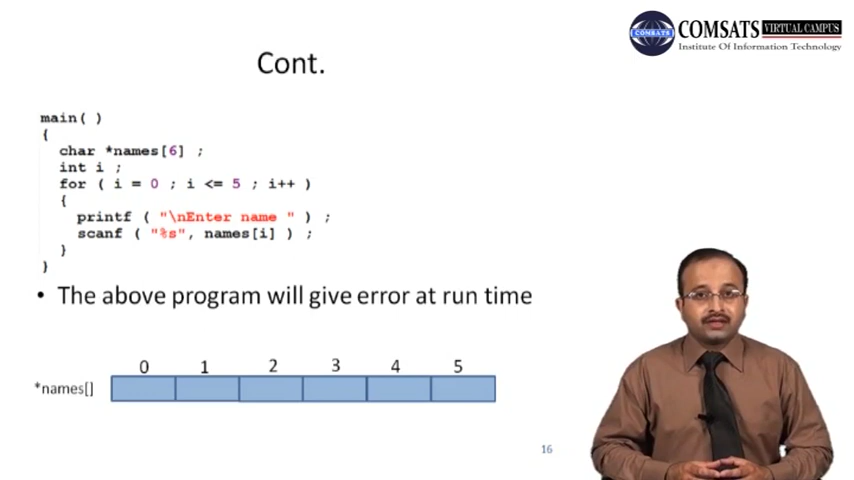 COMSATS VIRTUAL CAMPUS
COMSATS
Institute Of Information Technology
Cont.
main( )
{
char *names[6] ;
int i ;
for ( i = 0 ; i <= 5 ; i++ )
{
printf ( "\nEnter name " ) ;
scanf ( "%s", names[i] ) ;
}
}
• The above program will give error at run time
0 1 2 3 4 5
*names[]
16